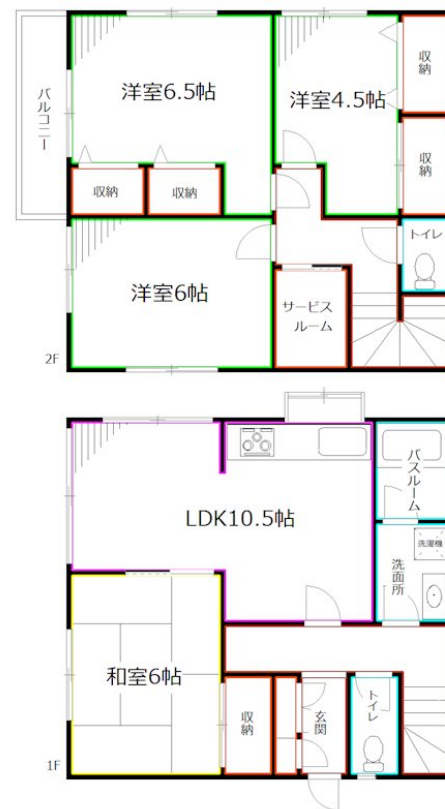 洋室6.5帖
洋室4.5帖
収納
バルコニー
収納
収納
収納
トイレ
洋室6帖
サービス
ルーム
2F
バスルーム
LDK10.5帖
洗濯機
洗面所
和室6帖
収納
玄関
トイレ
1F